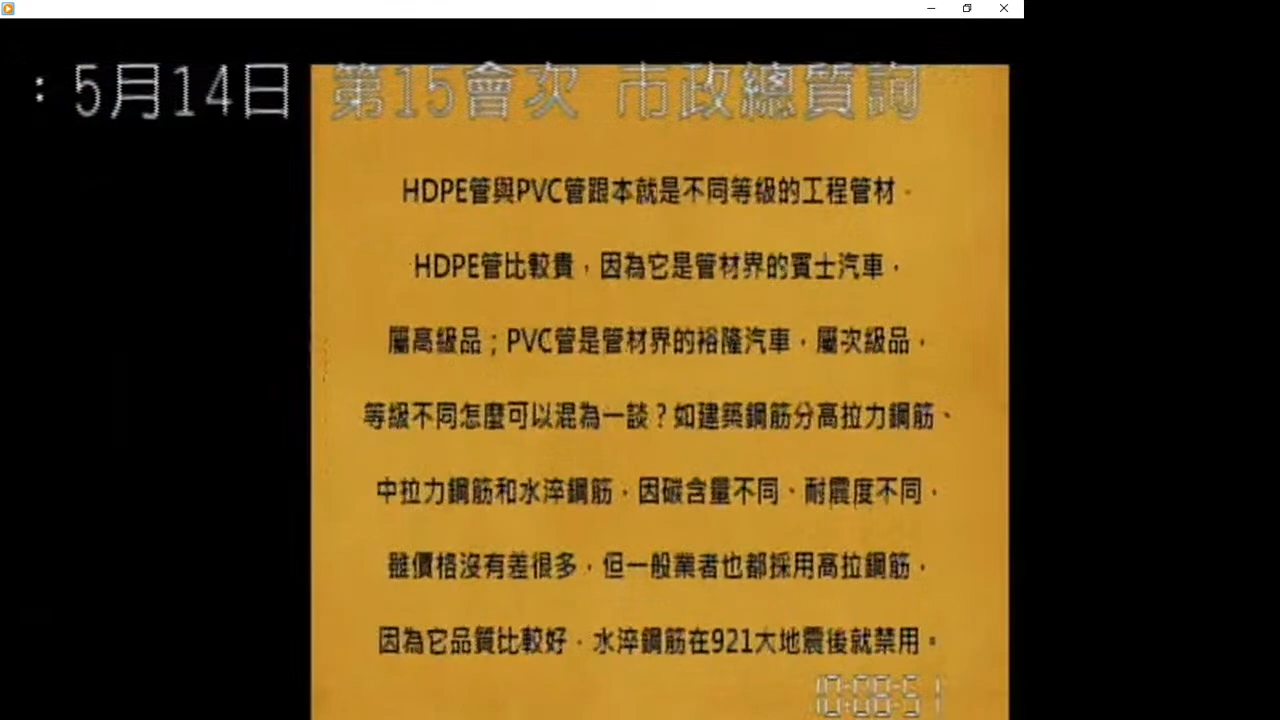 ：5月14日 第15會次 市政總質詢
HDPE管與PVC管跟本就是不同等級的工程管材，
HDPE管比較貴，因為它是管材界的賓士汽車，
屬高級品；PVC管是管材界的裕隆汽車，屬次級品，
等級不同怎麼可以混為一談？如建築鋼筋分高拉力鋼筋、
中拉力鋼筋和水淬鋼筋，因碳含量不同、耐震度不同，
雖價格沒有差很多，但一般業者也都採用高拉鋼筋，
因為它品質比較好，水淬鋼筋在921大地震後就禁用。
10:08:51